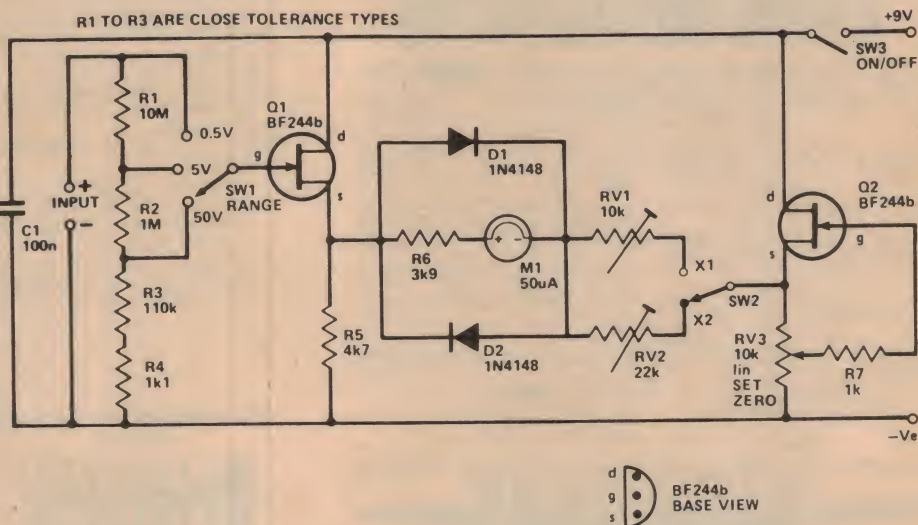 R1 TO R3 ARE CLOSE TOLERANCE TYPES
+9V
SW3
ON/OFF
R1
10M
Q1
BF244b
d
g
s
0.5V
5V
50V
SW1
RANGE
+
INPUT
-
C1
100n
R2
1M
R3
110k
R4
1k1
R5
4k7
D1
1N4148
R6
3k9
+ -
M1
50uA
D2
1N4148
RV1
10k
X1
X2
SW2
RV2
22k
d
Q2
BF244b
g
s
RV3
10k
lin
SET
ZERO
R7
1k
-Ve
d
g
s
BF244b
BASE VIEW